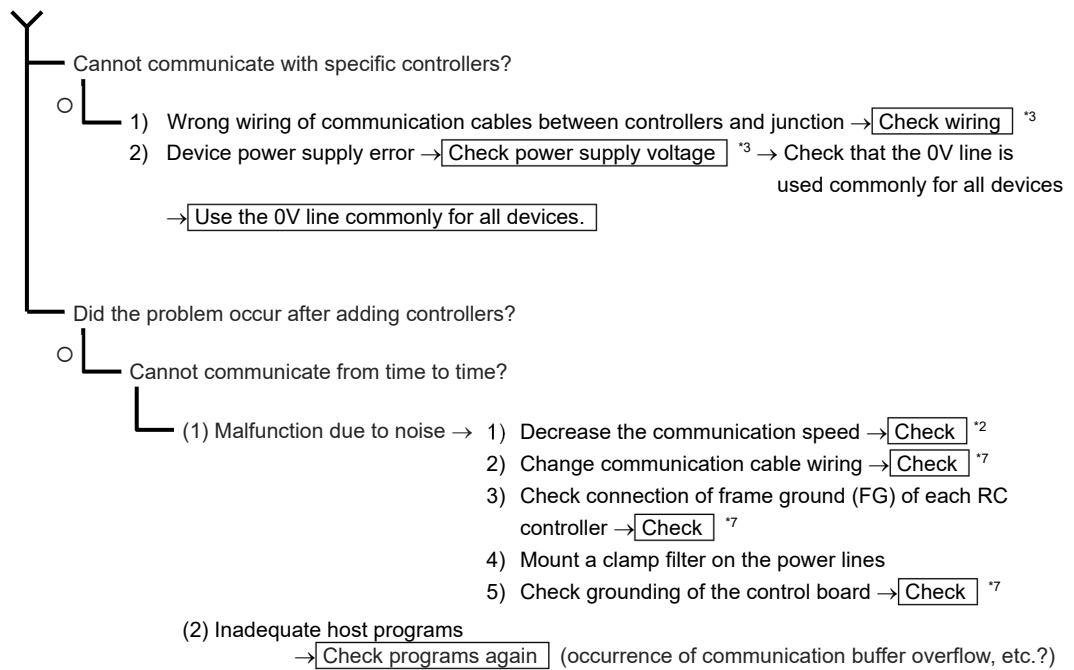 Cannot communicate with specific controllers?
○
1) Wrong wiring of communication cables between controllers and junction → Check wiring *3
2) Device power supply error → Check power supply voltage *3 → Check that the 0V line is
used commonly for all devices
→ Use the 0V line commonly for all devices.
Did the problem occur after adding controllers?
○
Cannot communicate from time to time?
(1) Malfunction due to noise → 1) Decrease the communication speed → Check *2
2) Change communication cable wiring → Check *7
3) Check connection of frame ground (FG) of each RC
controller → Check *7
4) Mount a clamp filter on the power lines
5) Check grounding of the control board → Check *7
(2) Inadequate host programs
→ Check programs again (occurrence of communication buffer overflow, etc.?)